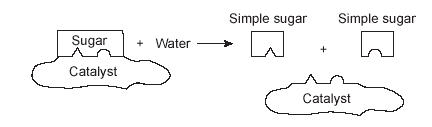 Simple sugar Simple sugar
Sugar + Water
+
Catalyst
Catalyst